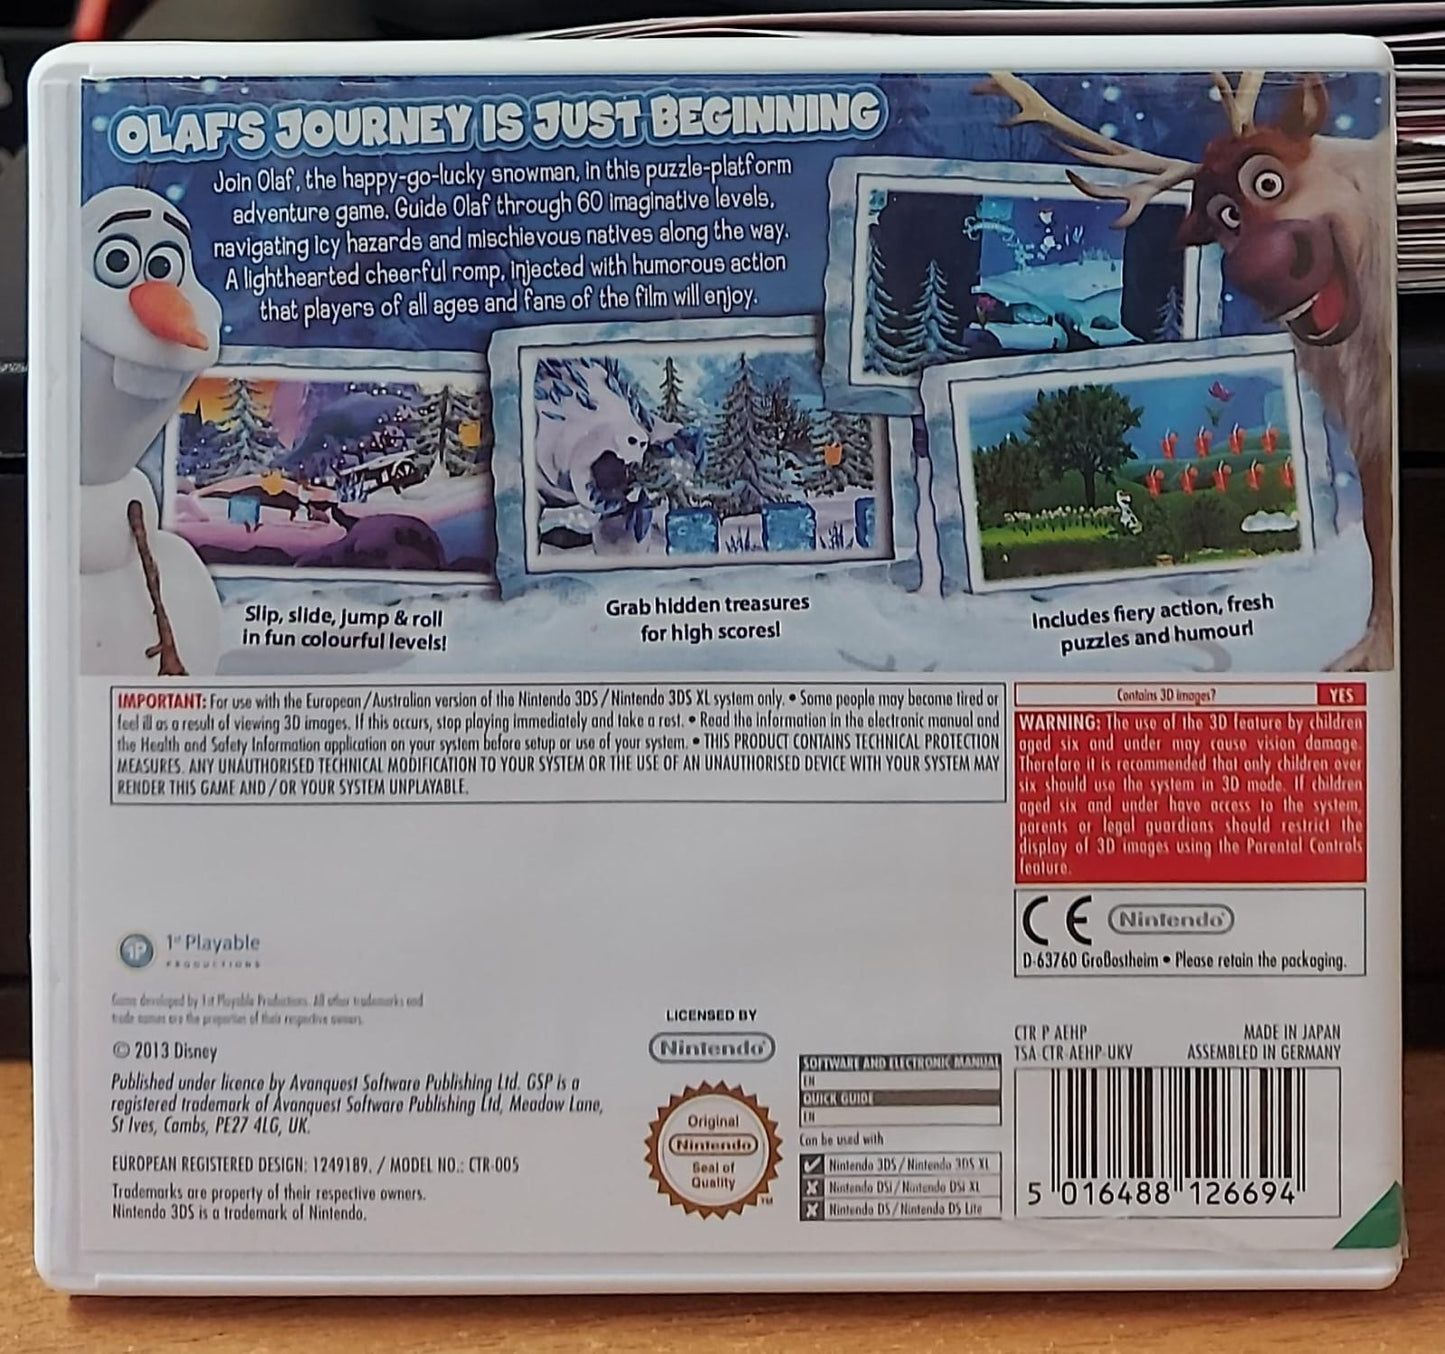 OLAF'S JOURNEY IS JUST BEGINNING
Join Olaf, the happy-go-lucky snowman, in this puzzle-platform
adventure game. Guide Olaf through 60 imaginative levels,
navigating icy hazards and mischievous natives along the way.
A lighthearted cheerful romp, injected with humorous action
that players of all ages and fans of the film will enjoy.
Slip, slide, jump & roll
in fun colourful levels!
Grab hidden treasures
for high scores!
Includes fiery action, fresh
puzzles and humour!
IMPORTANT: For use with the European/Australian version of the Nintendo 3DS/Nintendo 3DS XL system only. • Some people may become tired or
feel ill as a result of viewing 3D images. If this occurs, stop playing immediately and take a rest. • Read the information in the electronic manual and
the Health and Safety Information application on your system before setup or use of your system. • THIS PRODUCT CONTAINS TECHNICAL PROTECTION
MEASURES. ANY UNAUTHORISED TECHNICAL MODIFICATION TO YOUR SYSTEM OR THE USE OF AN UNAUTHORISED DEVICE WITH YOUR SYSTEM MAY
RENDER THIS GAME AND/OR YOUR SYSTEM UNPLAYABLE.
Contains 3D images? YES
WARNING: The use of the 3D feature by children
aged six and under may cause vision damage.
Therefore it is recommended that only children over
six should use the system in 3D mode. If children
aged six and under have access to the system,
parents or legal guardians should restrict the
display of 3D images using the Parental Controls
feature.
CE Nintendo
D-63760 Großostheim • Please retain the packaging.
1P 1st Playable
PRODUCTIONS
Game developed by 1st Playable Productions. All other trademarks and
trade names are the properties of their respective owners.
© 2013 Disney
Published under licence by Avanquest Software Publishing Ltd. GSP is a
registered trademark of Avanquest Software Publishing Ltd, Meadow Lane,
St Ives, Cambs, PE27 4LG, UK.
EUROPEAN REGISTERED DESIGN: 1249189. / MODEL NO.: CTR-005
Trademarks are property of their respective owners.
Nintendo 3DS is a trademark of Nintendo.
LICENSED BY
Nintendo
Original
Nintendo
Seal of
Quality
TM
SOFTWARE AND ELECTRONIC MANUAL
EN
QUICK GUIDE
EN
Can be used with
Nintendo 3DS/Nintendo 3DS XL
Nintendo DSi/Nintendo DSi XL
Nintendo DS/Nintendo DS Lite
CTR P AEHP MADE IN JAPAN
TSA CTR-AEHP-UKV ASSEMBLED IN GERMANY
5 016488 126694